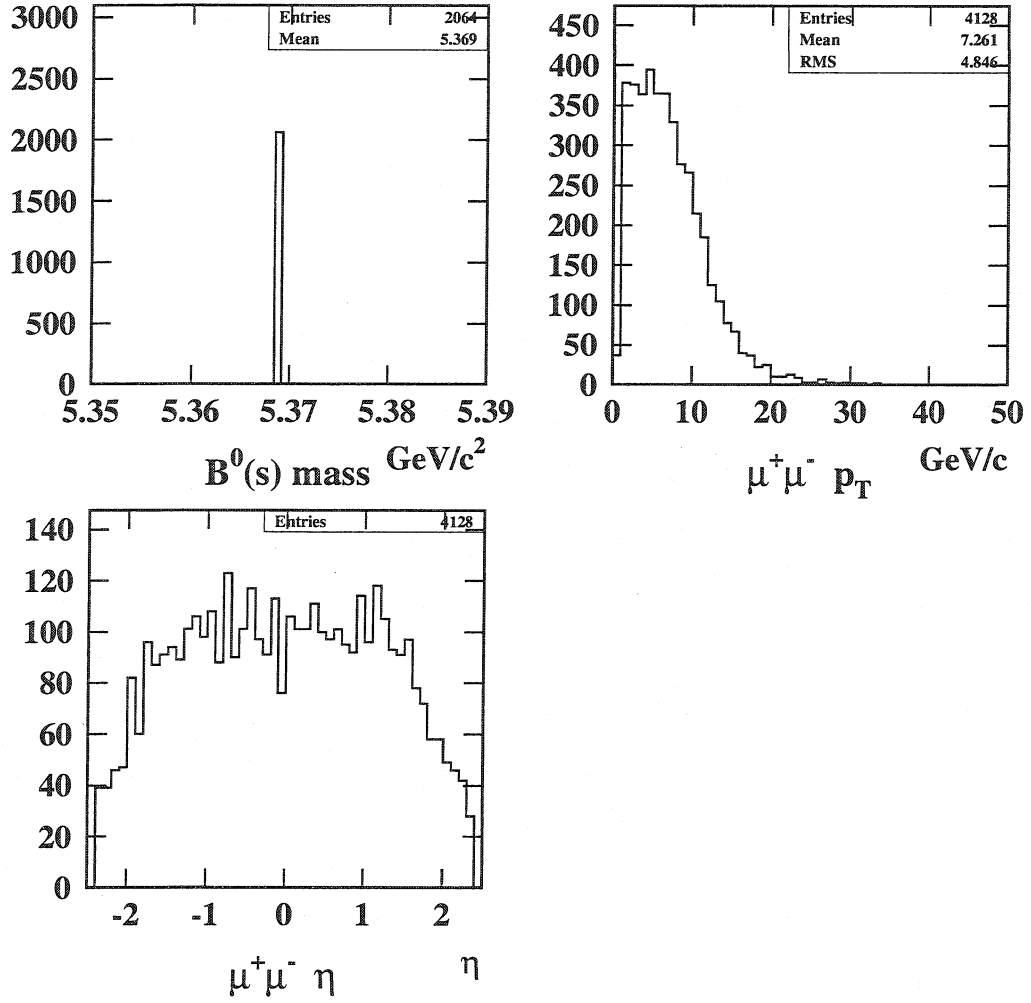 3000
2500
2000
1500
1000
500
0
Entries 2064
Mean 5.369
5.35 5.36 5.37 5.38 5.39
GeV/c²
B⁰(s) mass
450
400
350
300
250
200
150
100
50
0
Entries 4128
Mean 7.261
RMS 4.846
0 10 20 30 40 50
GeV/c
μ⁺μ⁻ p_T
140
120
100
80
60
40
20
0
Entries 4128
-2 -1 0 1 2
μ⁺μ⁻ η
η